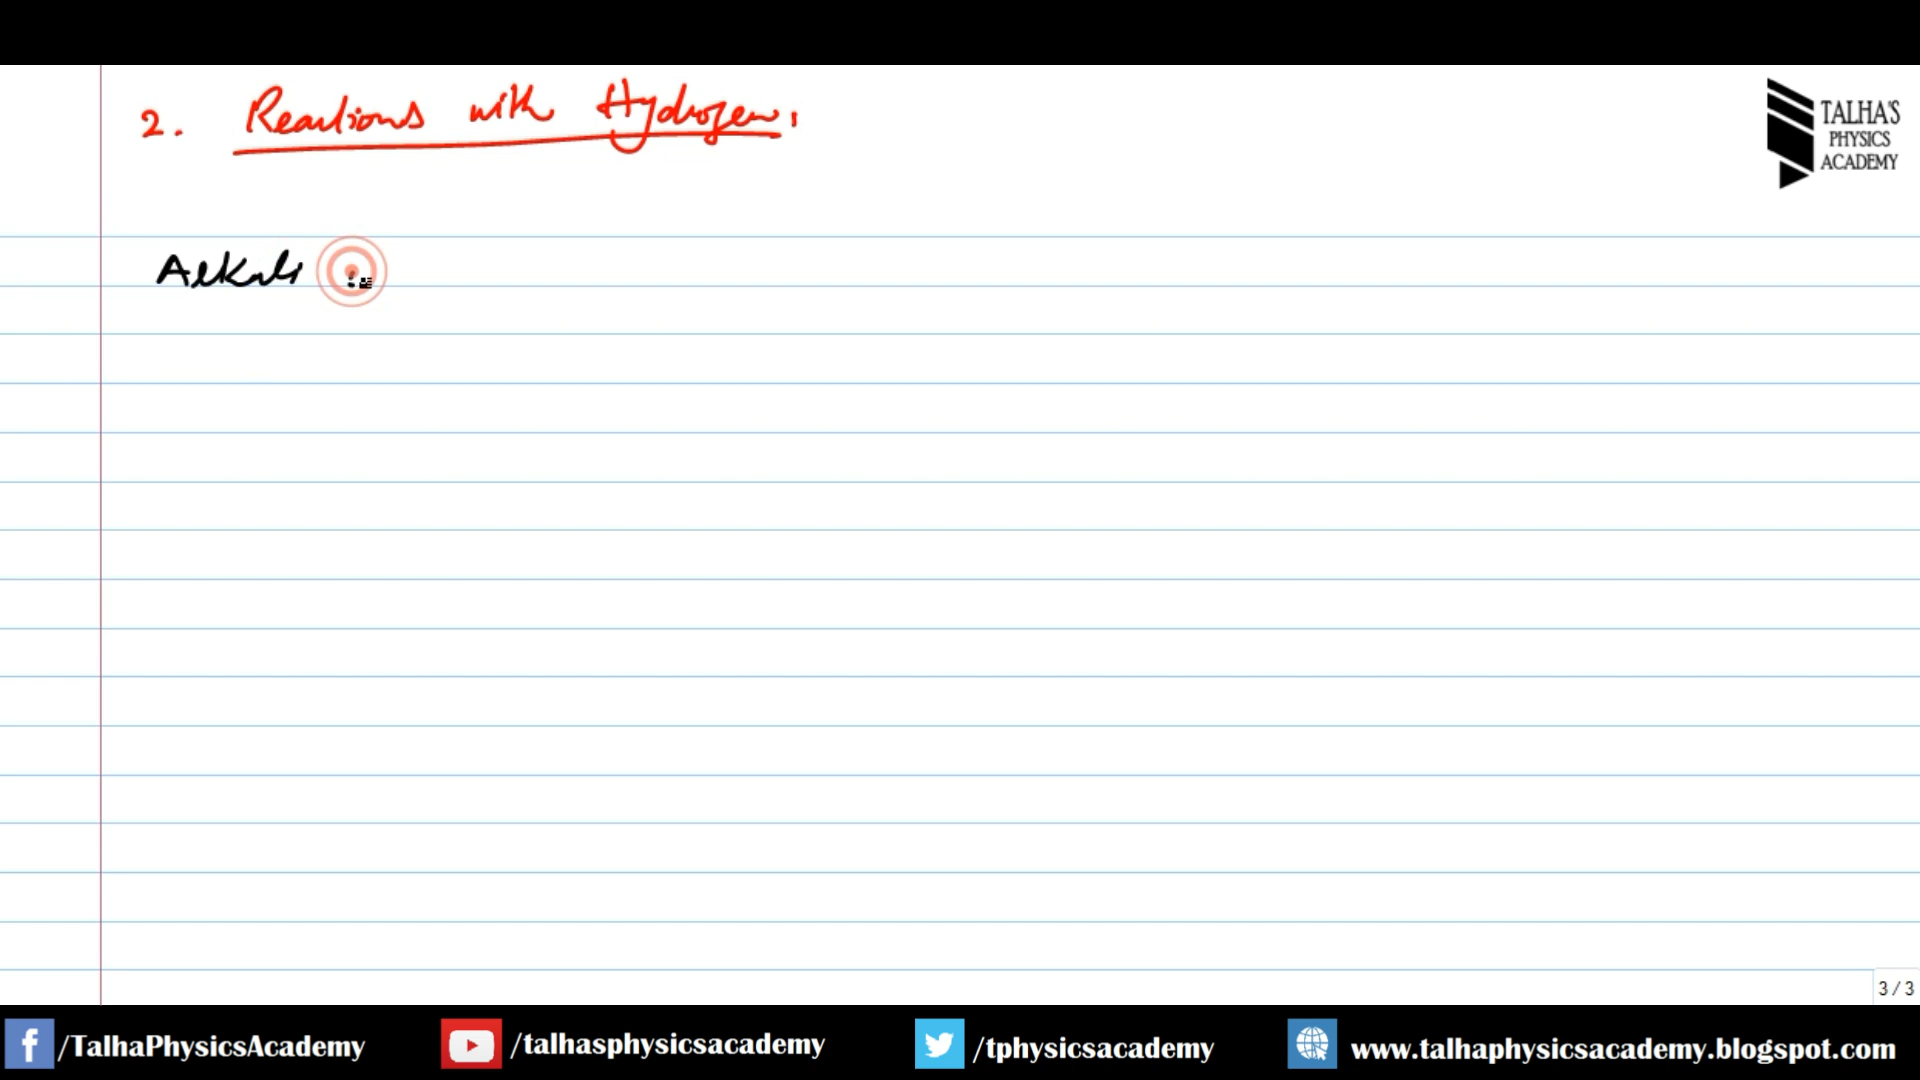 2. Reactions with Hydrogen.
TALHA'S
PHYSICS
ACADEMY
Alkali
3 / 3
/TalhaPhysicsAcademy
/talhasphysicsacademy
/tphysicsacademy
www.talhaphysicsacademy.blogspot.com